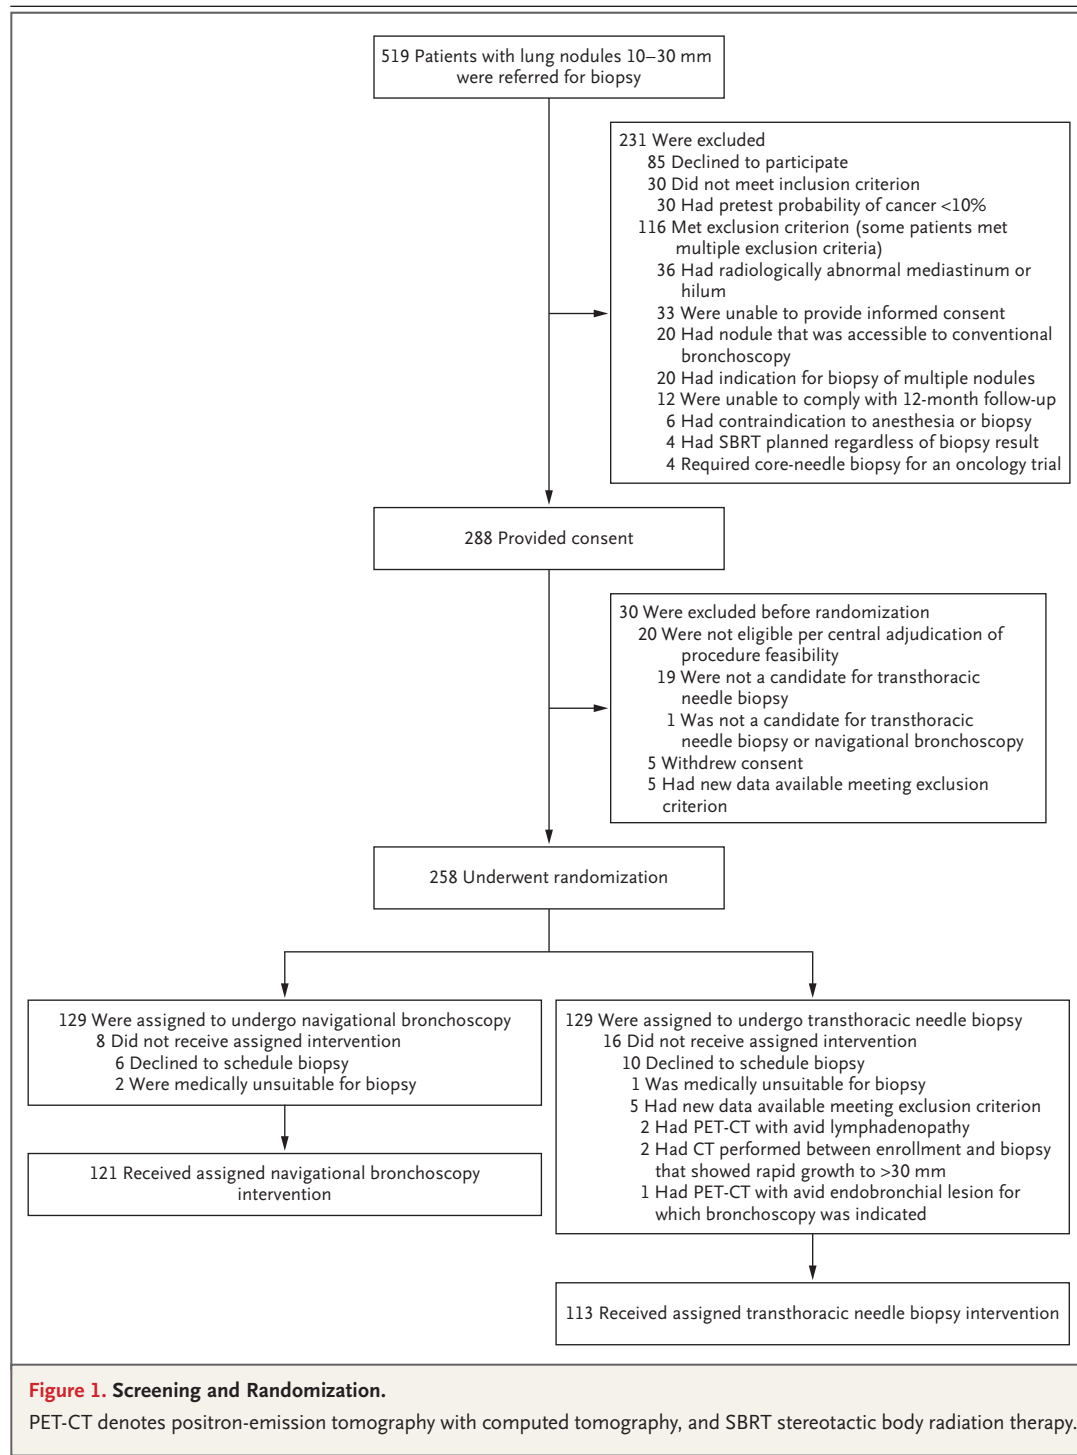 519 Patients with lung nodules 10–30 mm
were referred for biopsy
231 Were excluded
85 Declined to participate
30 Did not meet inclusion criterion
30 Had pretest probability of cancer <10%
116 Met exclusion criterion (some patients met
multiple exclusion criteria)
36 Had radiologically abnormal mediastinum or
hilum
33 Were unable to provide informed consent
20 Had nodule that was accessible to conventional
bronchoscopy
20 Had indication for biopsy of multiple nodules
12 Were unable to comply with 12-month follow-up
6 Had contraindication to anesthesia or biopsy
4 Had SBRT planned regardless of biopsy result
4 Required core-needle biopsy for an oncology trial
288 Provided consent
30 Were excluded before randomization
20 Were not eligible per central adjudication of
procedure feasibility
19 Were not a candidate for transthoracic
needle biopsy
1 Was not a candidate for transthoracic
needle biopsy or navigational bronchoscopy
5 Withdrew consent
5 Had new data available meeting exclusion
criterion
258 Underwent randomization
129 Were assigned to undergo navigational bronchoscopy
8 Did not receive assigned intervention
6 Declined to schedule biopsy
2 Were medically unsuitable for biopsy
121 Received assigned navigational bronchoscopy
intervention
129 Were assigned to undergo transthoracic needle biopsy
16 Did not receive assigned intervention
10 Declined to schedule biopsy
1 Was medically unsuitable for biopsy
5 Had new data available meeting exclusion criterion
2 Had PET-CT with avid lymphadenopathy
2 Had CT performed between enrollment and biopsy
that showed rapid growth to >30 mm
1 Had PET-CT with avid endobronchial lesion for
which bronchoscopy was indicated
113 Received assigned transthoracic needle biopsy intervention
Figure 1. Screening and Randomization.
PET-CT denotes positron-emission tomography with computed tomography, and SBRT stereotactic body radiation therapy.